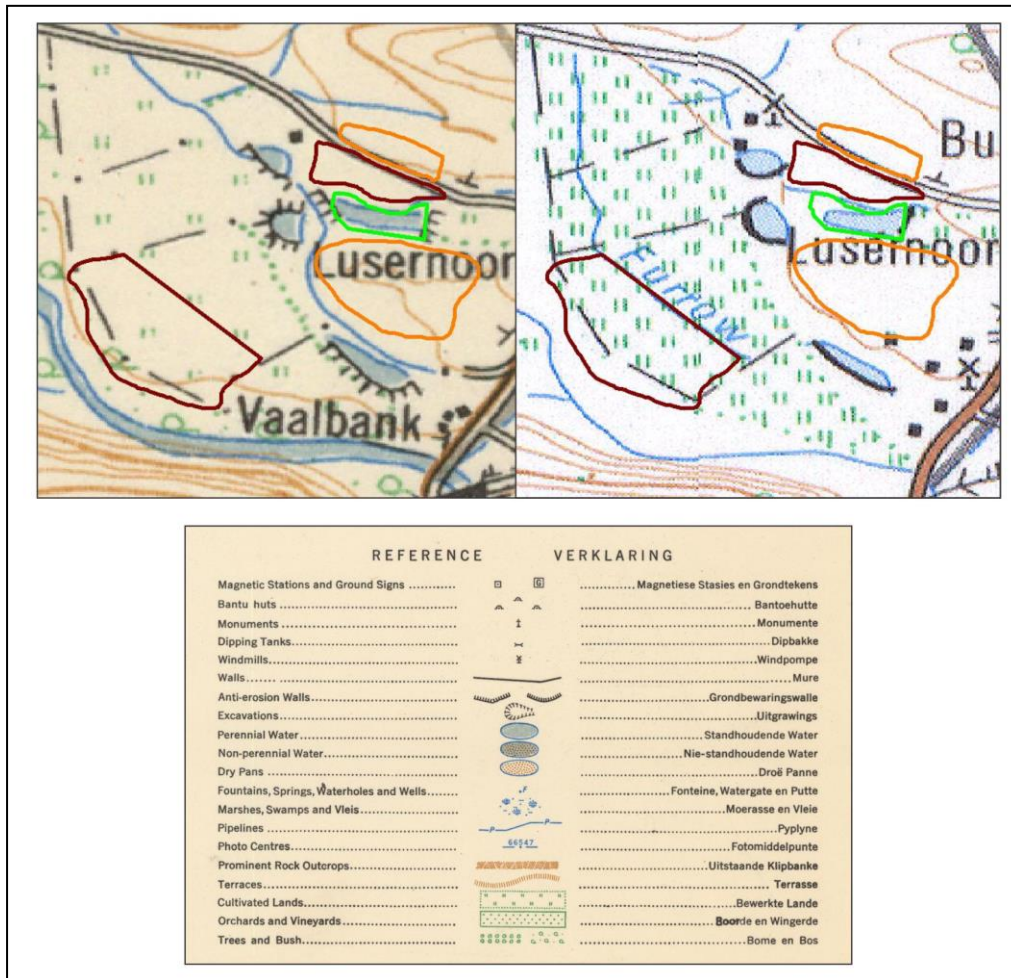 Bu
Lusernoor
Lusernoor
Furrow
Vaalbank
REFERENCE VERKLARING
Magnetic Stations and Ground Signs G Magnetiese Stasies en Grondtekens
Bantu huts Bantoehutte
Monuments Monumente
Dipping Tanks Dipbakke
Windmills Windpompe
Walls Mure
Anti-erosion Walls Grondbewaringswalle
Excavations Uitgrawings
Perennial Water Standhoudende Water
Non-perennial Water Nie-standhoudende Water
Dry Pans Droë Panne
Fountains, Springs, Waterholes and Wells F Fonteine, Watergate en Putte
Marshes, Swamps and Vleis Moerasse en Vleie
Pipelines P P Pyplyne
Photo Centres 66547 Fotomiddelpunte
Prominent Rock Outcrops Uitstaande Klipbanke
Terraces Terrasse
Cultivated Lands Bewerkte Lande
Orchards and Vineyards Boorde en Wingerde
Trees and Bush Bome en Bos